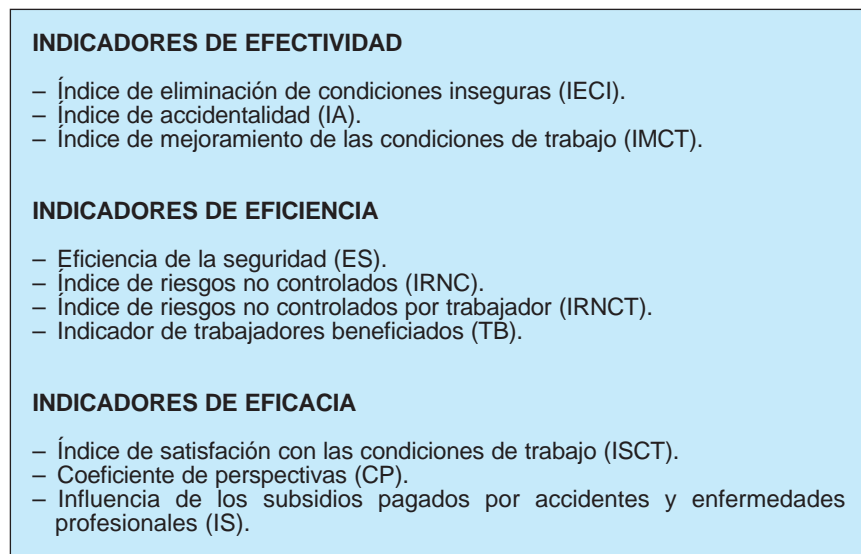 INDICADORES DE EFECTIVIDAD
– Índice de eliminación de condiciones inseguras (IECI).
– Índice de accidentalidad (IA).
– Índice de mejoramiento de las condiciones de trabajo (IMCT).
INDICADORES DE EFICIENCIA
– Eficiencia de la seguridad (ES).
– Índice de riesgos no controlados (IRNC).
– Índice de riesgos no controlados por trabajador (IRNCT).
– Indicador de trabajadores beneficiados (TB).
INDICADORES DE EFICACIA
– Índice de satisfacción con las condiciones de trabajo (ISCT).
– Coeficiente de perspectivas (CP).
– Influencia de los subsidios pagados por accidentes y enfermedades
profesionales (IS).